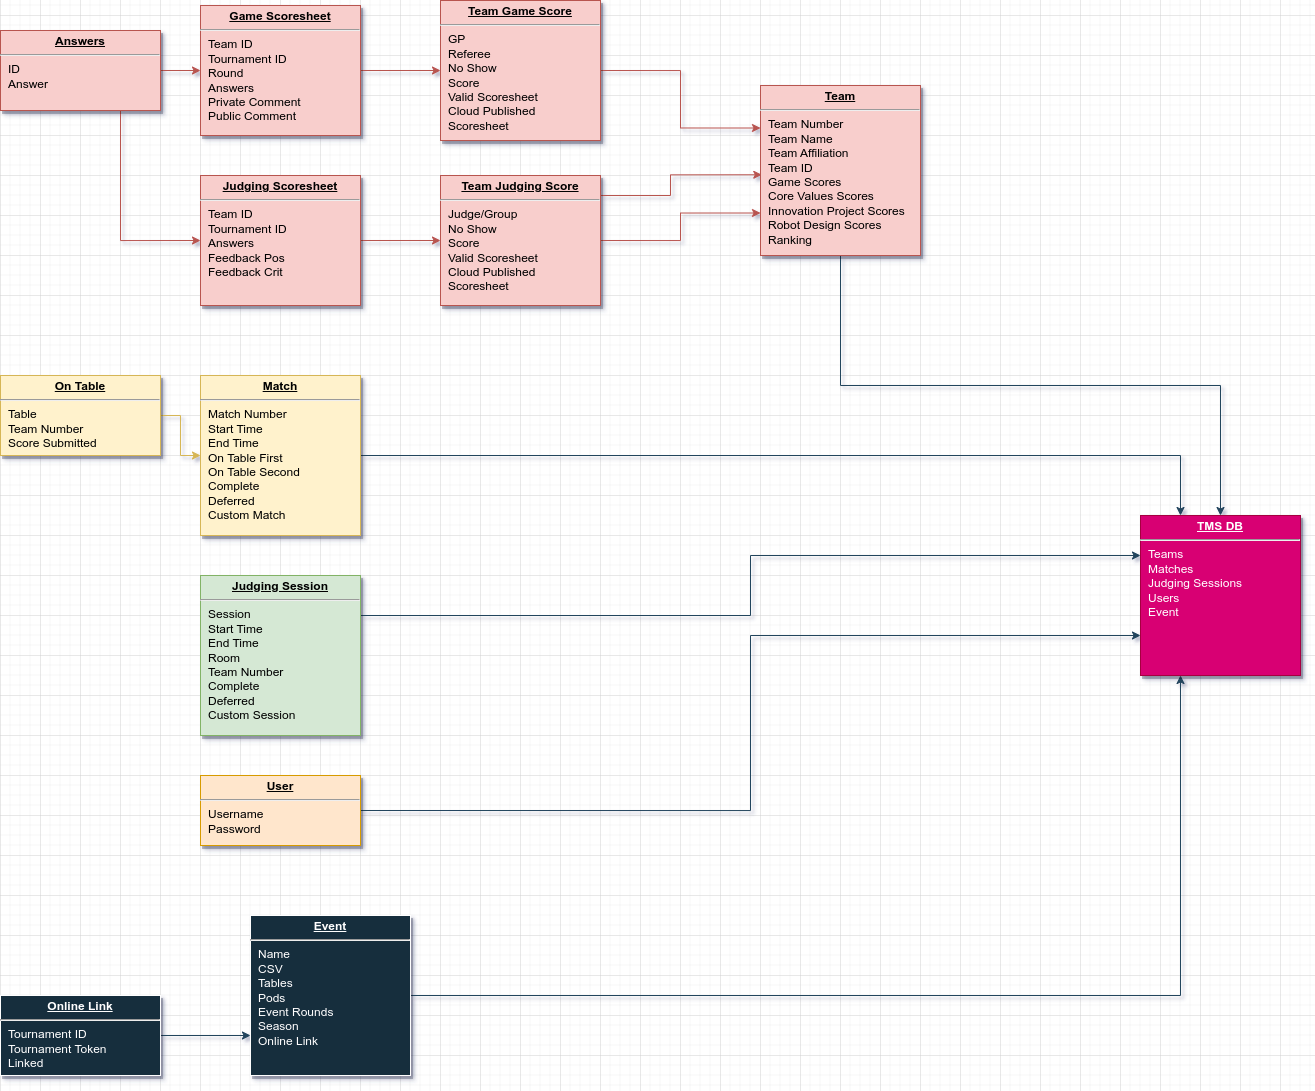 Answers
ID
Answer
Game Scoresheet
Team ID
Tournament ID
Round
Answers
Private Comment
Public Comment
Team Game Score
GP
Referee
No Show
Score
Valid Scoresheet
Cloud Published
Scoresheet
Team
Team Number
Team Name
Team Affiliation
Team ID
Game Scores
Core Values Scores
Innovation Project Scores
Robot Design Scores
Ranking
Judging Scoresheet
Team ID
Tournament ID
Answers
Feedback Pos
Feedback Crit
Team Judging Score
Judge/Group
No Show
Score
Valid Scoresheet
Cloud Published
Scoresheet
On Table
Table
Team Number
Score Submitted
Match
Match Number
Start Time
End Time
On Table First
On Table Second
Complete
Deferred
Custom Match
TMS DB
Teams
Matches
Judging Sessions
Users
Event
Judging Session
Session
Start Time
End Time
Room
Team Number
Complete
Deferred
Custom Session
User
Username
Password
Event
Name
CSV
Tables
Pods
Event Rounds
Season
Online Link
Online Link
Tournament ID
Tournament Token
Linked